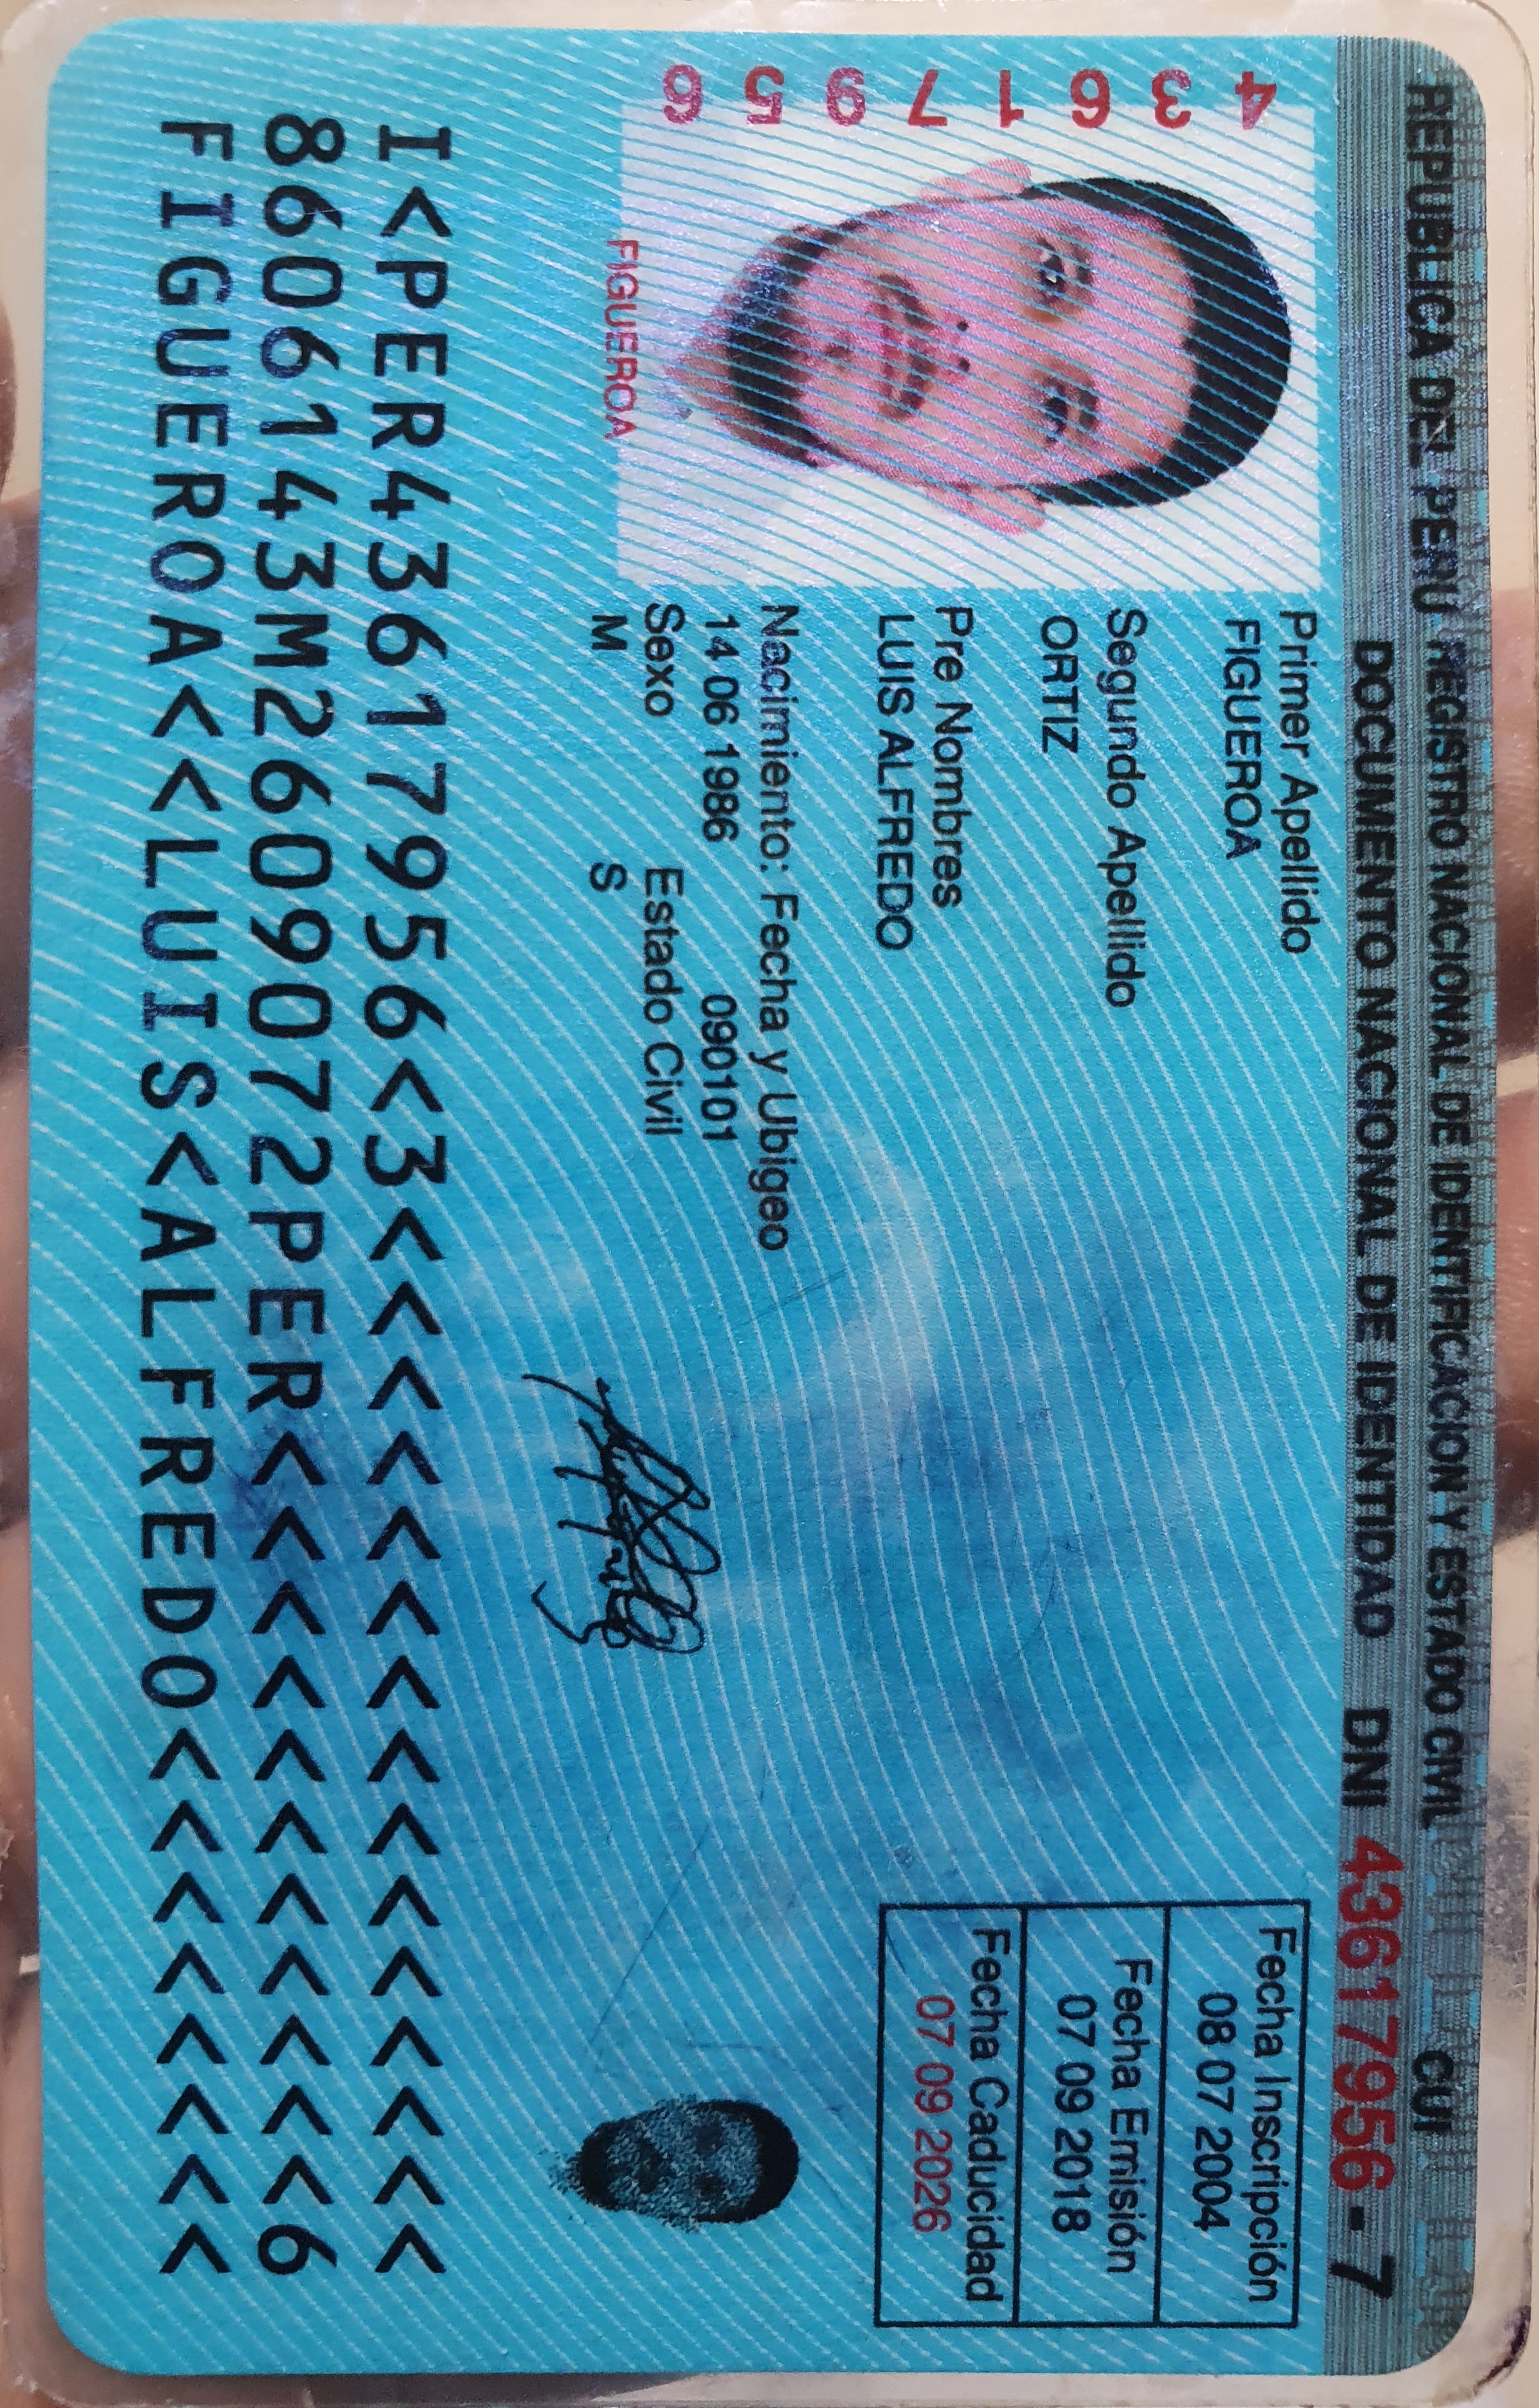 REPUBLICA DEL PERU REGISTRO NACIONAL DE IDENTIFICACION Y ESTADO CIVIL CUI
DOCUMENTO NACIONAL DE IDENTIDAD DNI 43617956 - 7
43617956
FIGUEROA
Primer Apellido
FIGUEROA
Segundo Apellido
ORTIZ
Pre Nombres
LUIS ALFREDO
Nacimiento: Fecha y Ubigeo
14 06 1986 090101
Sexo Estado Civil
M S
Fecha Inscripción
08 07 2004
Fecha Emisión
07 09 2018
Fecha Caducidad
07 09 2026
I<PER43617956<3<<<<<<<<<<<<<<<
8606143M2609072PER<<<<<<<<<<<6
FIGUEROA<<LUIS<ALFREDO<<<<<<<<